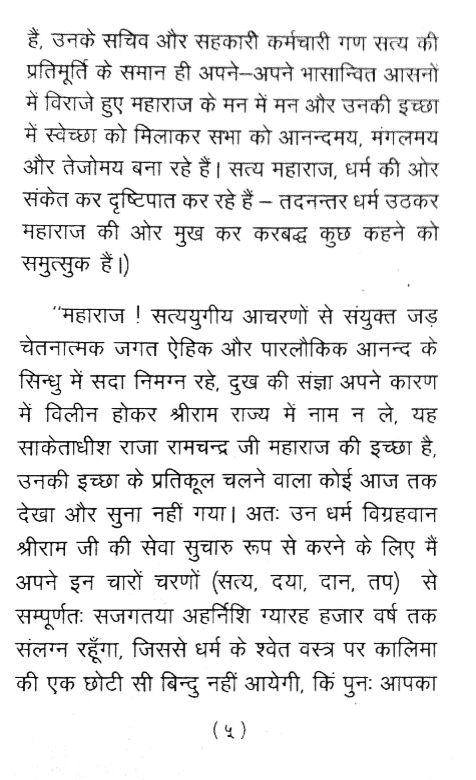 हैं, उनके सचिव और सहकारी कर्मचारी गण सत्य की
प्रतिमूर्ति के समान ही अपने–अपने भासान्वित आसनों
में विराजे हुए महाराज के मन में मन और उनकी इच्छा
में स्वेच्छा को मिलाकर सभा को आनन्दमय, मंगलमय
और तेजोमय बना रहे हैं। सत्य महाराज, धर्म की ओर
संकेत कर दृष्टिपात कर रहे हैं – तदनन्तर धर्म उठकर
महाराज की ओर मुख कर करबद्ध कुछ कहने को
समुत्सुक हैं।)
“महाराज ! सत्ययुगीय आचरणों से संयुक्त जड़
चेतनात्मक जगत ऐहिक और पारलौकिक आनन्द के
सिन्धु में सदा निमग्न रहे, दुख की संज्ञा अपने कारण
में विलीन होकर श्रीराम राज्य में नाम न ले, यह
साकेताधीश राजा रामचन्द्र जी महाराज की इच्छा है,
उनकी इच्छा के प्रतिकूल चलने वाला कोई आज तक
देखा और सुना नहीं गया। अतः उन धर्म विग्रहवान
श्रीराम जी की सेवा सुचारु रूप से करने के लिए मैं
अपने इन चारों चरणों (सत्य, दया, दान, तप) से
सम्पूर्णतः सजगतया अहर्निशि ग्यारह हजार वर्ष तक
संलग्न रहूँगा, जिससे धर्म के श्वेत वस्त्र पर कालिमा
की एक छोटी सी बिन्दु नहीं आयेगी, किं पुनः आपका
(५)